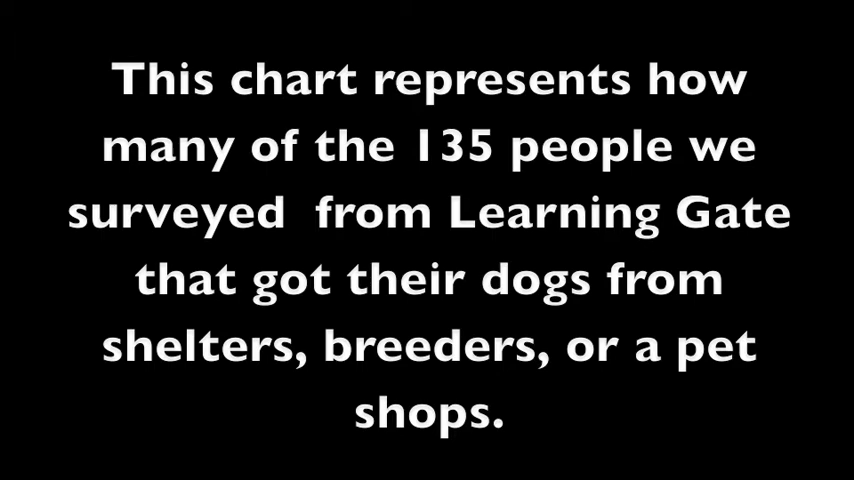 This chart represents how
many of the 135 people we
surveyed  from Learning Gate
that got their dogs from
shelters, breeders, or a pet
shops.